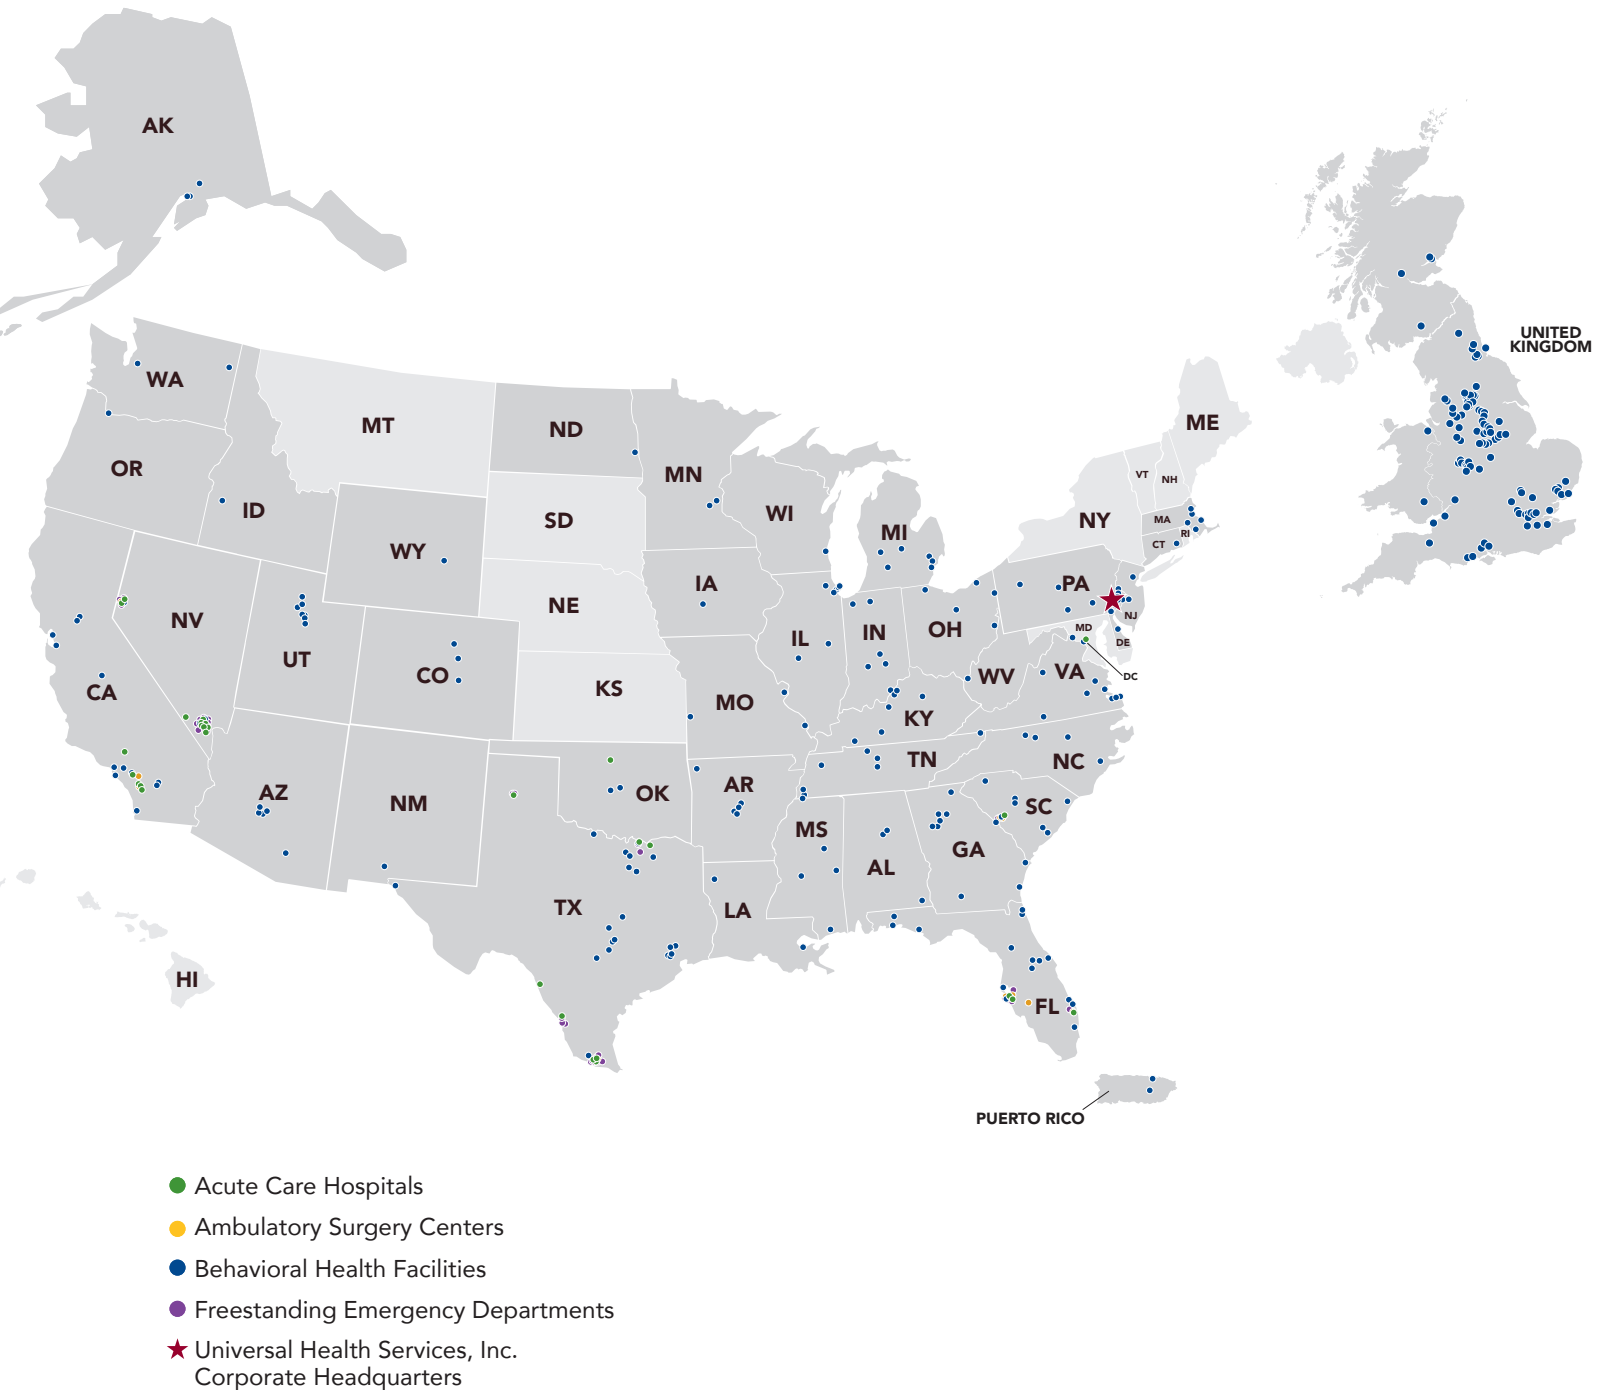 AK
UNITED
KINGDOM
WA
MT
ND
ME
MN
VT
NH
OR
ID
SD
WI
NY
MA
MI
RI
CT
WY
IA
PA
NE
NV
IL
IN
OH
NJ
MD
DE
UT
CO
CA
KS
MO
WV
VA
DC
KY
TN
NC
AZ
NM
OK
AR
SC
MS
GA
AL
TX
LA
HI
FL
PUERTO RICO
Acute Care Hospitals
Ambulatory Surgery Centers
Behavioral Health Facilities
Freestanding Emergency Departments
Universal Health Services, Inc.
Corporate Headquarters